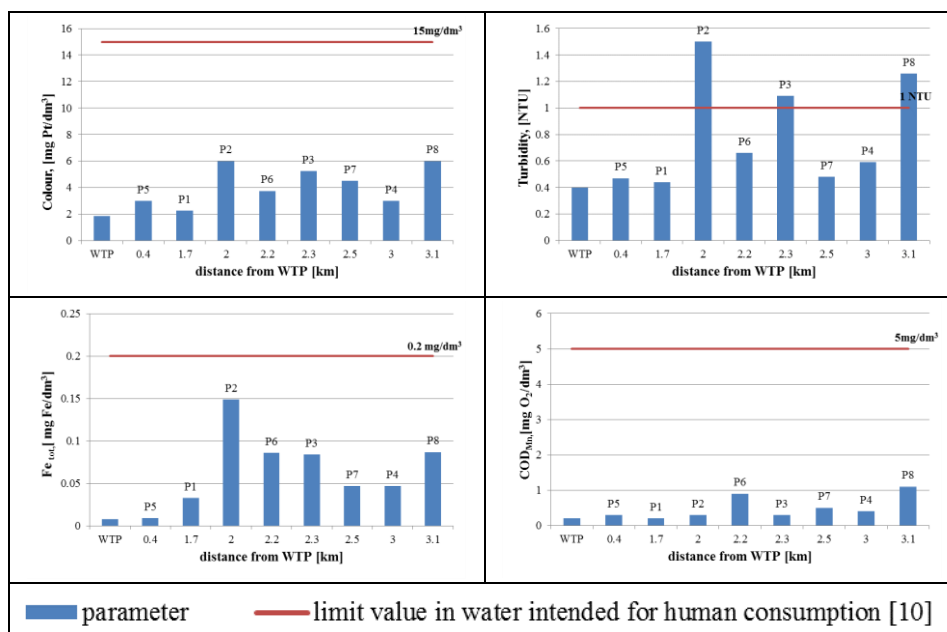 15mg/dm³
Colour, [mg Pt/dm³]
16
14
12
10
8
6
4
2
0
P5
P1
P2
P6
P3
P7
P4
P8
WTP 0.4 1.7 2 2.2 2.3 2.5 3 3.1
distance from WTP [km]
Turbidity, [NTU]
1.6
1.4
1.2
1
0.8
0.6
0.4
0.2
0
1 NTU
P5
P1
P2
P6
P3
P7
P4
P8
WTP 0.4 1.7 2 2.2 2.3 2.5 3 3.1
distance from WTP [km]
Fe tot,[ mg Fe/dm³]
0.25
0.2
0.15
0.1
0.05
0
0.2 mg/dm³
P5
P1
P2
P6
P3
P7
P4
P8
WTP 0.4 1.7 2 2.2 2.3 2.5 3 3.1
distance from WTP [km]
COD Mn,[mg O₂/dm³]
6
5
4
3
2
1
0
5mg/dm³
P5
P1
P2
P6
P3
P7
P4
P8
WTP 0.4 1.7 2 2.2 2.3 2.5 3 3.1
distance from WTP [km]
parameter
limit value in water intended for human consumption [10]